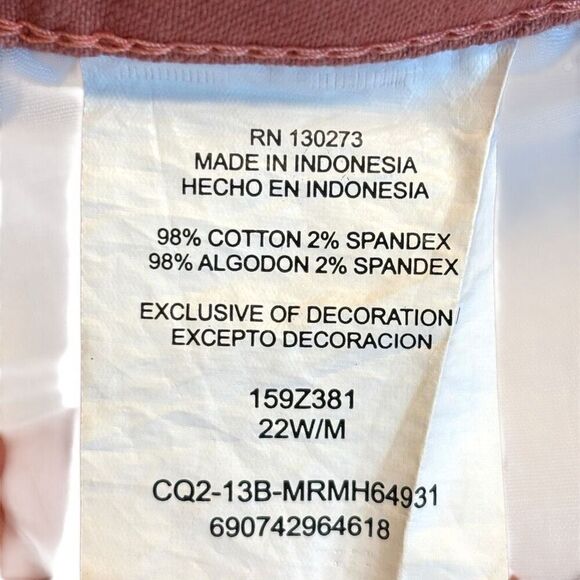 RN 130273
MADE IN INDONESIA
HECHO EN INDONESIA
98% COTTON 2% SPANDEX
98% ALGODON 2% SPANDEX
EXCLUSIVE OF DECORATION/
EXCEPTO DECORACION
159Z381
22W/M
CQ2-13B-MRMH64931
690742964618